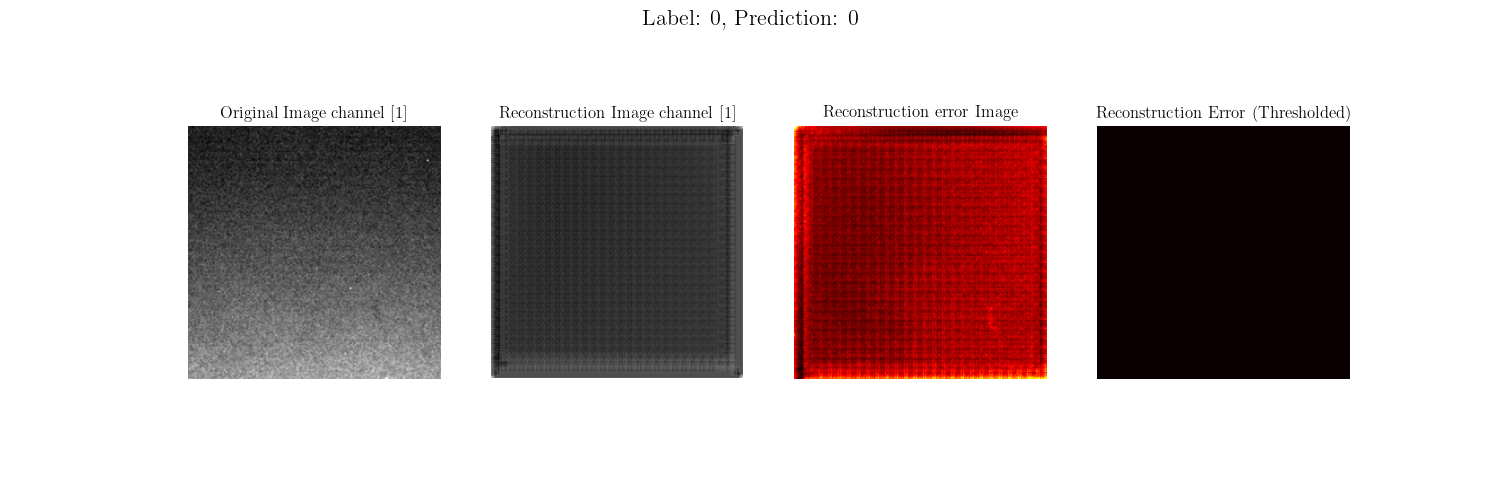 Label: 0, Prediction: 0
Original Image channel [1]
Reconstruction Image channel [1]
Reconstruction error Image
Reconstruction Error (Thresholded)